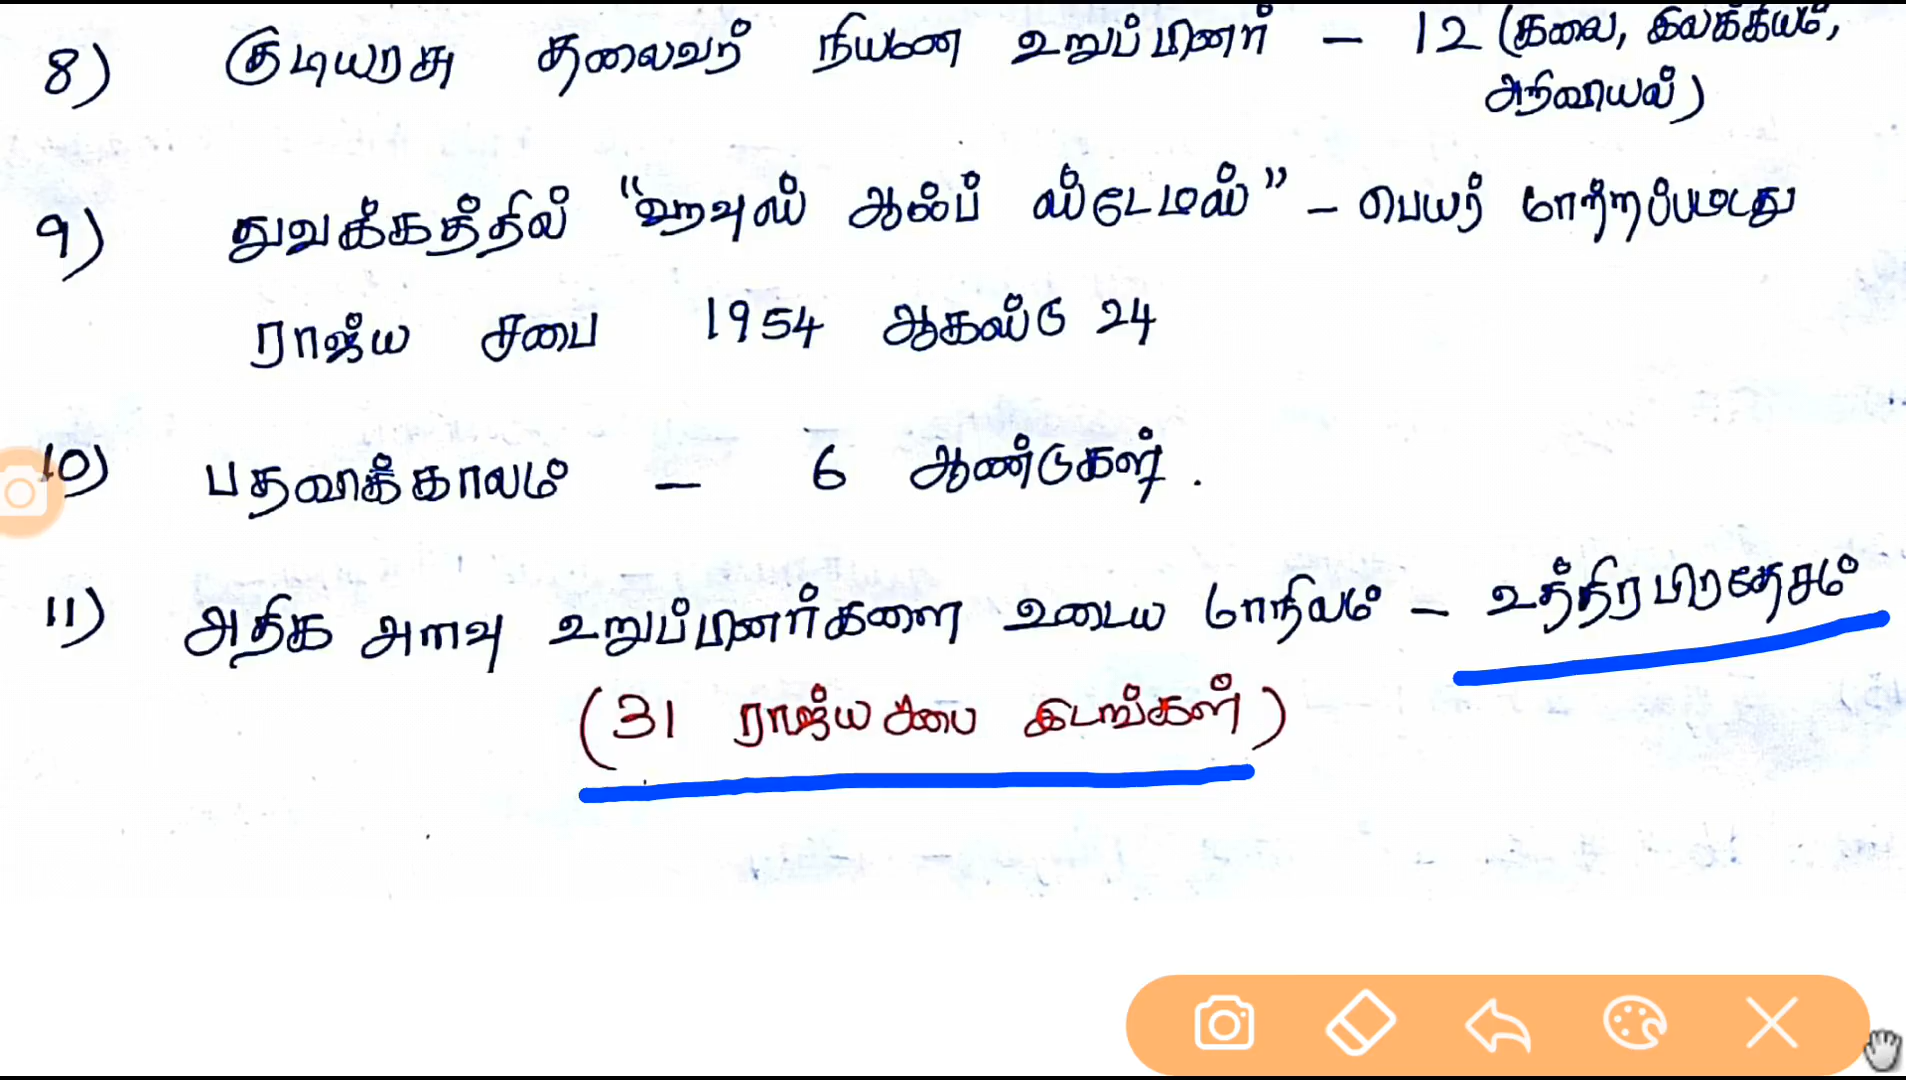 8) குடியரசு தலைவர் நியமன உறுப்பினர் – 12 (கலை, இலக்கியம்,
அறிவியல்)
9) துவக்கத்தில் "ஹவுஸ் ஆஃப் ஸ்டேட்ஸ்" – பெயர் மாற்றப்பட்டது
ராஜ்ய சபை 1954 ஆகஸ்டு 24
10) பதவிக்காலம் – 6 ஆண்டுகள்.
11) அதிக அளவு உறுப்பினர்களை உடைய மாநிலம் – உத்திரபிரதேசம்
(31 ராஜ்ய சபை இடங்கள்)